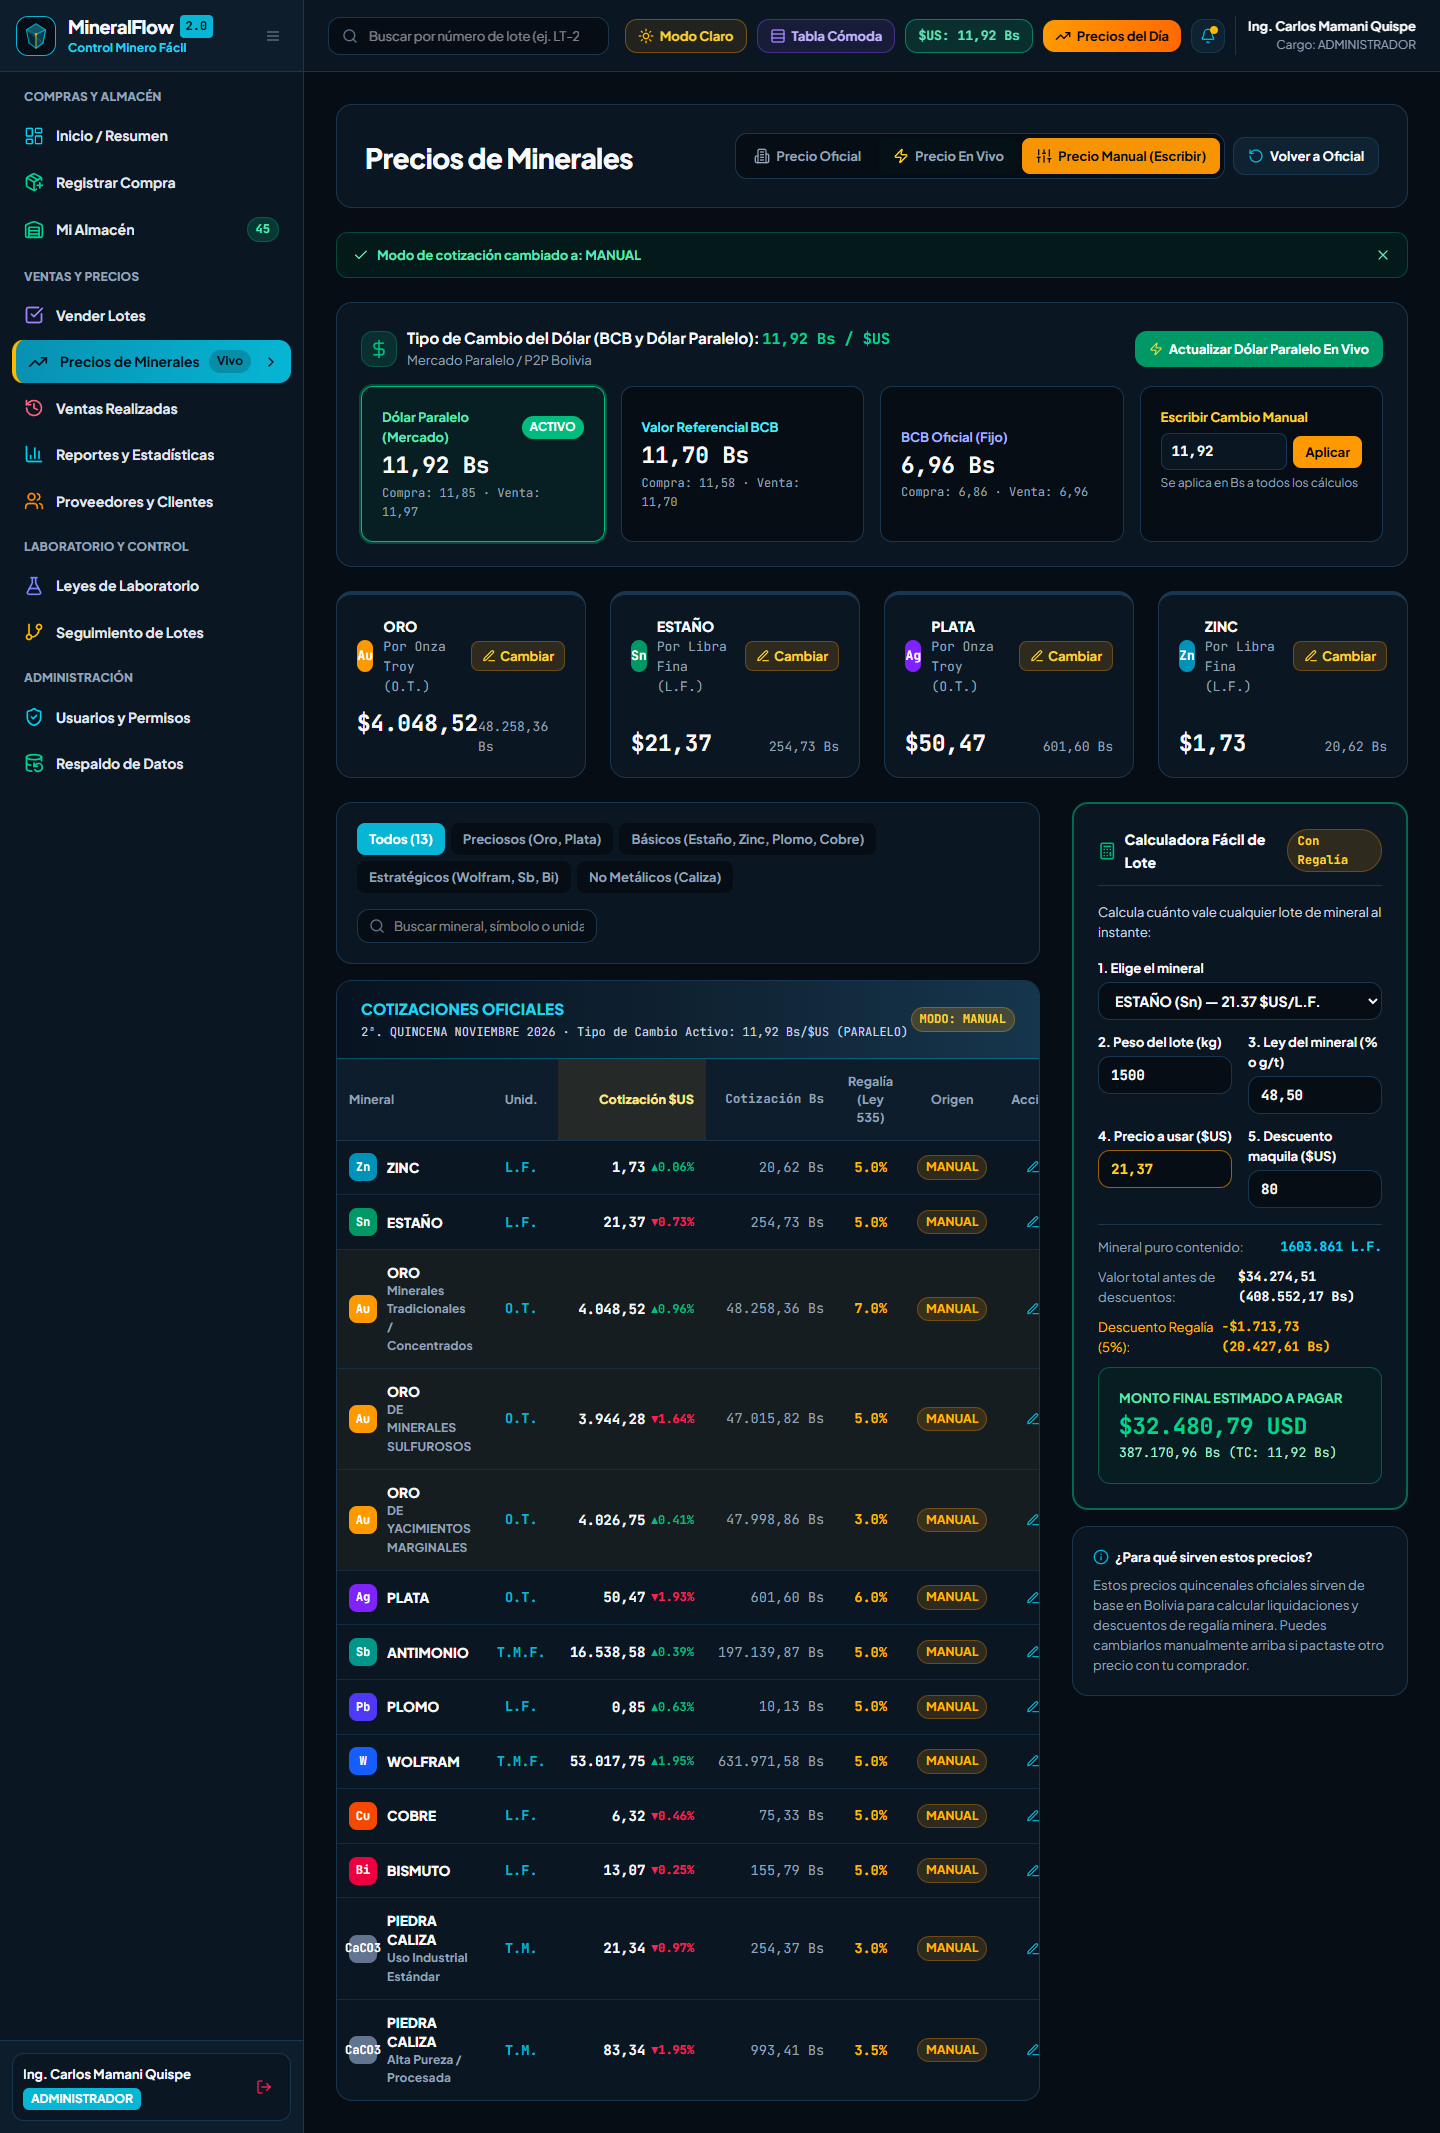 MineralFlow 2.0
Control Minero Fácil
Buscar por número de lote (ej. LT-2
Modo Claro
Tabla Cómoda
$US: 11,92 Bs
Precios del Día
Ing. Carlos Mamani Quispe
Cargo: ADMINISTRADOR
COMPRAS Y ALMACÉN
Inicio / Resumen
Registrar Compra
Mi Almacén 45
VENTAS Y PRECIOS
Vender Lotes
Precios de Minerales Vivo
Ventas Realizadas
Reportes y Estadísticas
Proveedores y Clientes
LABORATORIO Y CONTROL
Leyes de Laboratorio
Seguimiento de Lotes
ADMINISTRACIÓN
Usuarios y Permisos
Respaldo de Datos
Ing. Carlos Mamani Quispe
ADMINISTRADOR
Precios de Minerales
Precio Oficial
Precio En Vivo
Precio Manual (Escribir)
Volver a Oficial
Modo de cotización cambiado a: MANUAL
Tipo de Cambio del Dólar (BCB y Dólar Paralelo): 11,92 Bs / $US
Mercado Paralelo / P2P Bolivia
Actualizar Dólar Paralelo En Vivo
Dólar Paralelo
(Mercado)
ACTIVO
11,92 Bs
Compra: 11,85 · Venta:
11,97
Valor Referencial BCB
11,70 Bs
Compra: 11,58 · Venta:
11,70
BCB Oficial (Fijo)
6,96 Bs
Compra: 6,86 · Venta: 6,96
Escribir Cambio Manual
11,92
Aplicar
Se aplica en Bs a todos los cálculos
Au
ORO
Por Onza
Troy
(O.T.)
Cambiar
$4.048,52
48.258,36
Bs
Sn
ESTAÑO
Por Libra
Fina
(L.F.)
Cambiar
$21,37
254,73 Bs
Ag
PLATA
Por Onza
Troy
(O.T.)
Cambiar
$50,47
601,60 Bs
Zn
ZINC
Por Libra
Fina
(L.F.)
Cambiar
$1,73
20,62 Bs
Todos (13)
Preciosos (Oro, Plata)
Básicos (Estaño, Zinc, Plomo, Cobre)
Estratégicos (Wolfram, Sb, Bi)
No Metálicos (Caliza)
Buscar mineral, símbolo o unida
COTIZACIONES OFICIALES
2ª. QUINCENA NOVIEMBRE 2026 · Tipo de Cambio Activo: 11,92 Bs/$US (PARALELO)
MODO: MANUAL
Mineral
Unid.
Cotización $US
Cotización Bs
Regalía
(Ley
535)
Origen
Acci
Zn ZINC L.F. 1,73 ▲0.06% 20,62 Bs 5.0% MANUAL
Sn ESTAÑO L.F. 21,37 ▼0.73% 254,73 Bs 5.0% MANUAL
ORO
Minerales
Tradicionales
/
Concentrados
Au O.T. 4.048,52 ▲0.96% 48.258,36 Bs 7.0% MANUAL
ORO
DE
MINERALES
SULFUROSOS
Au O.T. 3.944,28 ▼1.64% 47.015,82 Bs 5.0% MANUAL
ORO
DE
YACIMIENTOS
MARGINALES
Au O.T. 4.026,75 ▲0.41% 47.998,86 Bs 3.0% MANUAL
Ag PLATA O.T. 50,47 ▼1.93% 601,60 Bs 6.0% MANUAL
Sb ANTIMONIO T.M.F. 16.538,58 ▲0.39% 197.139,87 Bs 5.0% MANUAL
Pb PLOMO L.F. 0,85 ▲0.63% 10,13 Bs 5.0% MANUAL
W WOLFRAM T.M.F. 53.017,75 ▲1.95% 631.971,58 Bs 5.0% MANUAL
Cu COBRE L.F. 6,32 ▼0.46% 75,33 Bs 5.0% MANUAL
Bi BISMUTO L.F. 13,07 ▼0.25% 155,79 Bs 5.0% MANUAL
PIEDRA
CALIZA
Uso Industrial
Estándar
CaCO3 T.M. 21,34 ▼0.97% 254,37 Bs 3.0% MANUAL
PIEDRA
CALIZA
Alta Pureza /
Procesada
CaCO3 T.M. 83,34 ▼1.95% 993,41 Bs 3.5% MANUAL
Calculadora Fácil de
Lote
Con
Regalía
Calcula cuánto vale cualquier lote de mineral al
instante:
1. Elige el mineral
ESTAÑO (Sn) — 21.37 $US/L.F.
2. Peso del lote (kg)
1500
3. Ley del mineral (%
o g/t)
48,50
4. Precio a usar ($US)
21,37
5. Descuento
maquila ($US)
80
Mineral puro contenido: 1603.861 L.F.
Valor total antes de
descuentos:
$34.274,51
(408.552,17 Bs)
Descuento Regalía
(5%):
-$1.713,73
(20.427,61 Bs)
MONTO FINAL ESTIMADO A PAGAR
$32.480,79 USD
387.170,96 Bs (TC: 11,92 Bs)
¿Para qué sirven estos precios?
Estos precios quincenales oficiales sirven de
base en Bolivia para calcular liquidaciones y
descuentos de regalía minera. Puedes
cambiarlos manualmente arriba si pactaste otro
precio con tu comprador.